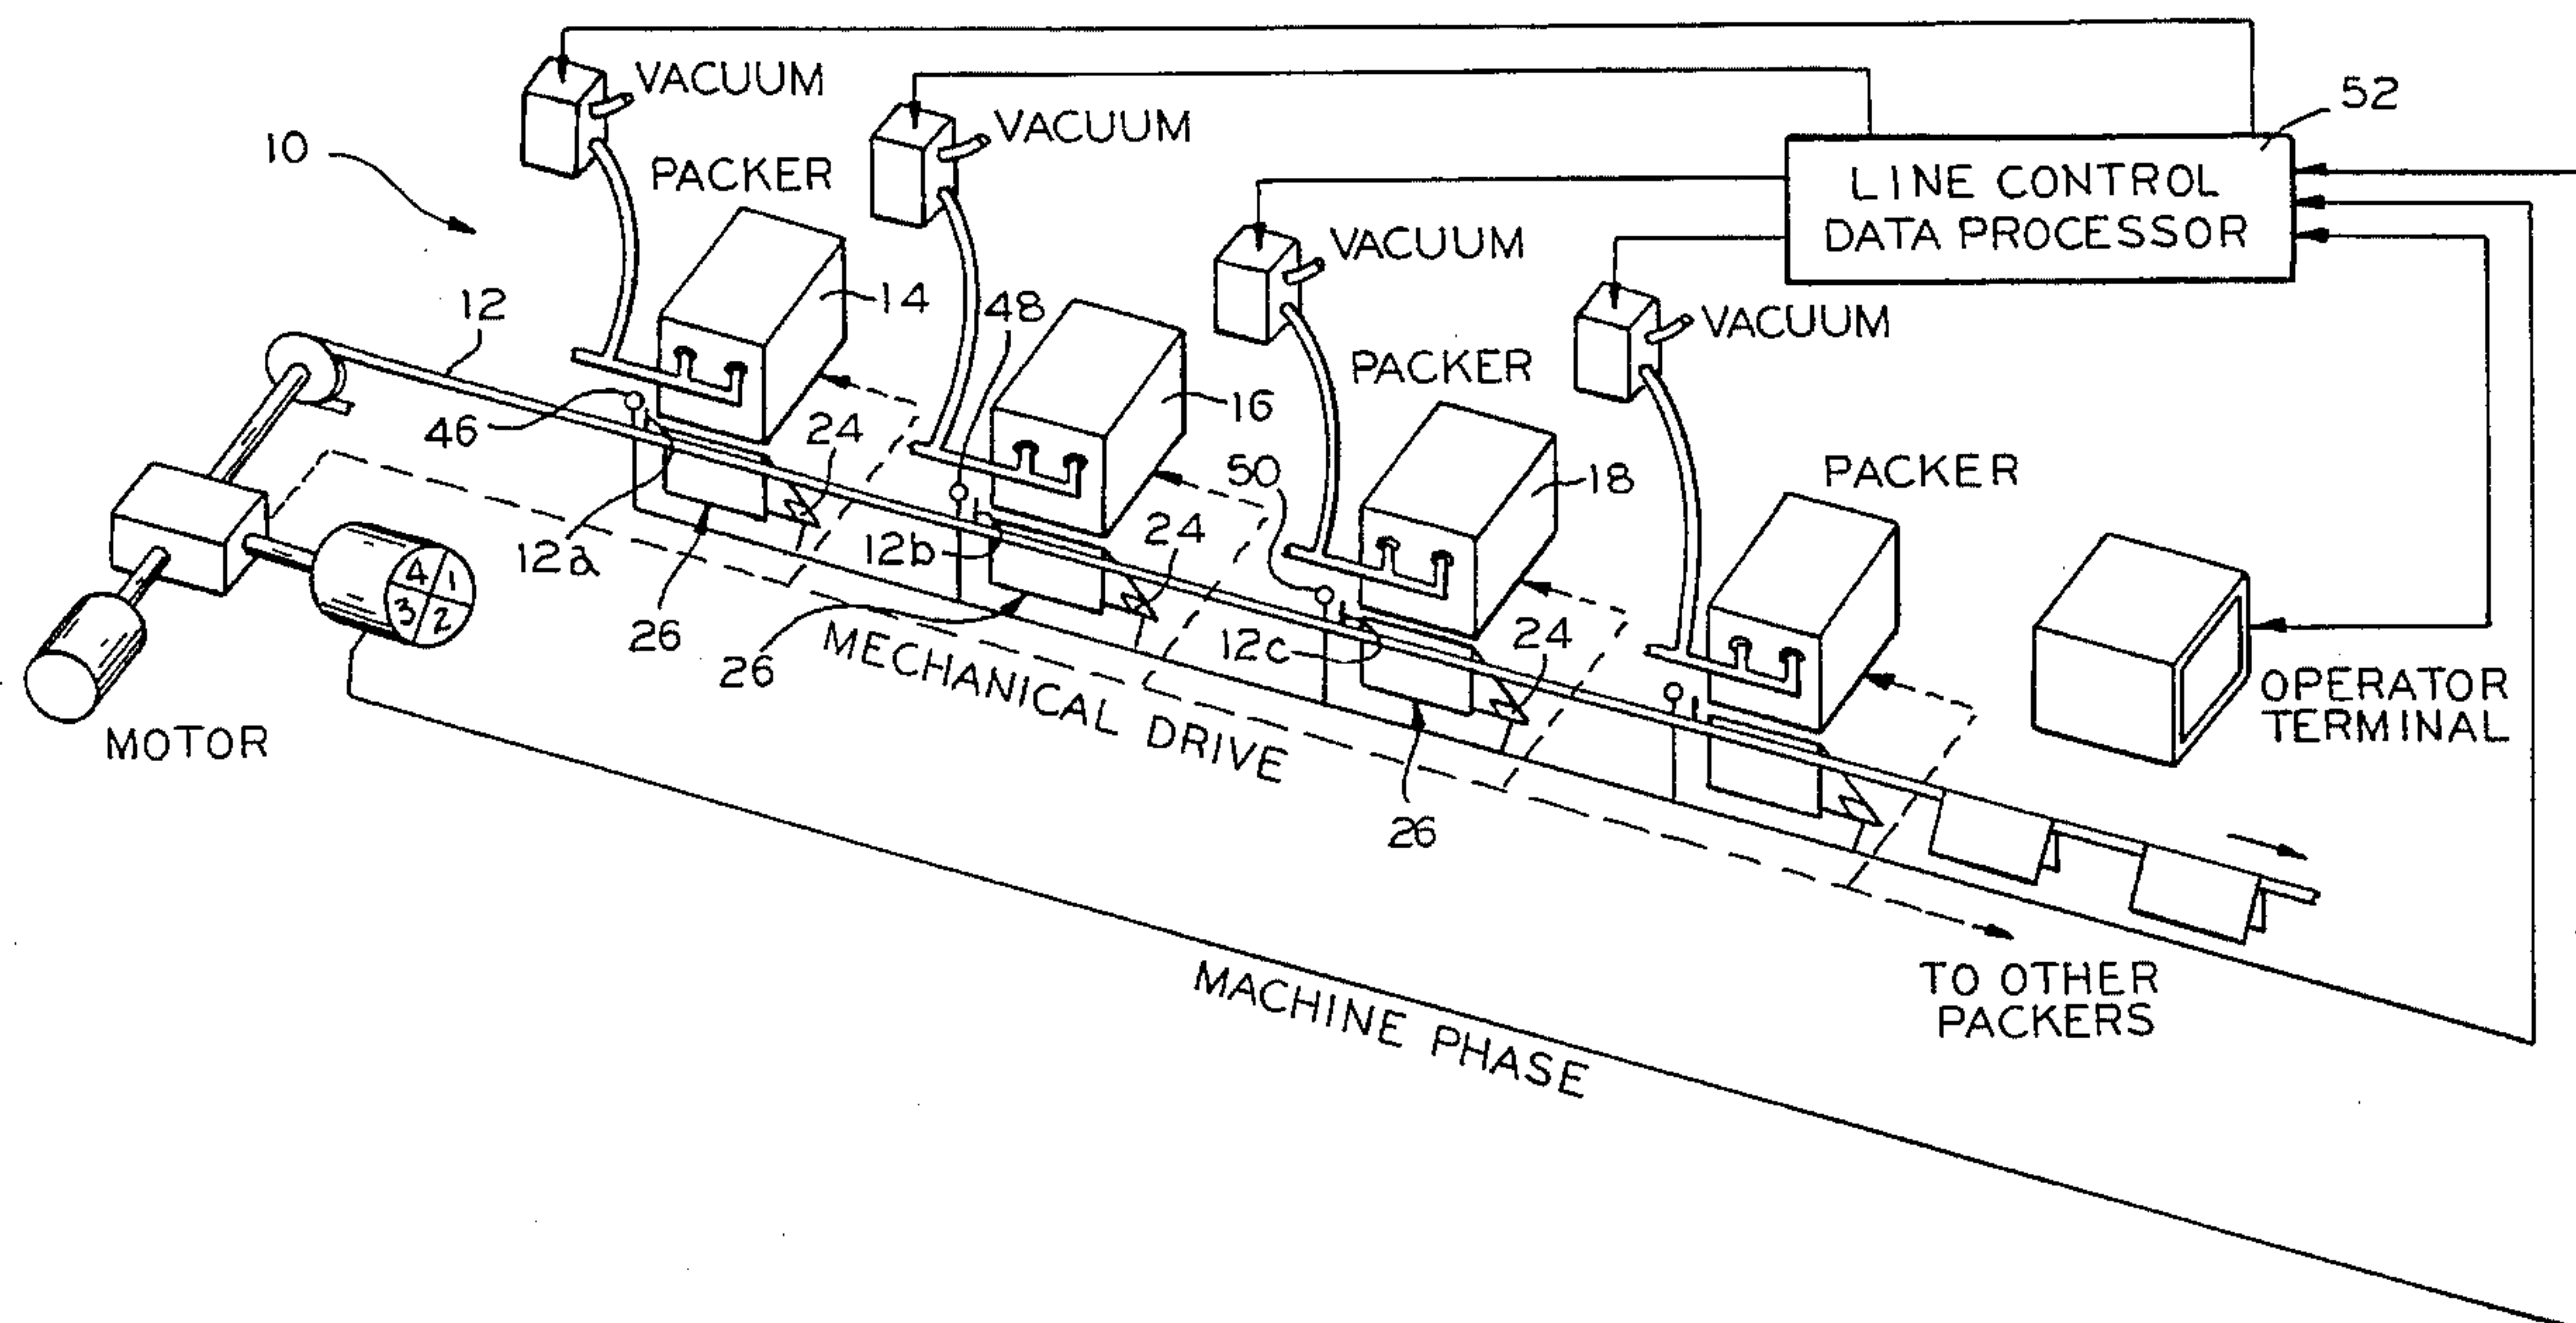 VACUUM
52
VACUUM
10
PACKER
LINE CONTROL
DATA PROCESSOR
VACUUM
12
14
48
VACUUM
PACKER
16
46
24
50
18
PACKER
12a
12b
24
4 1
3 2
26
26
12c
24
MECHANICAL DRIVE
OPERATOR
TERMINAL
MOTOR
26
TO OTHER
PACKERS
MACHINE PHASE